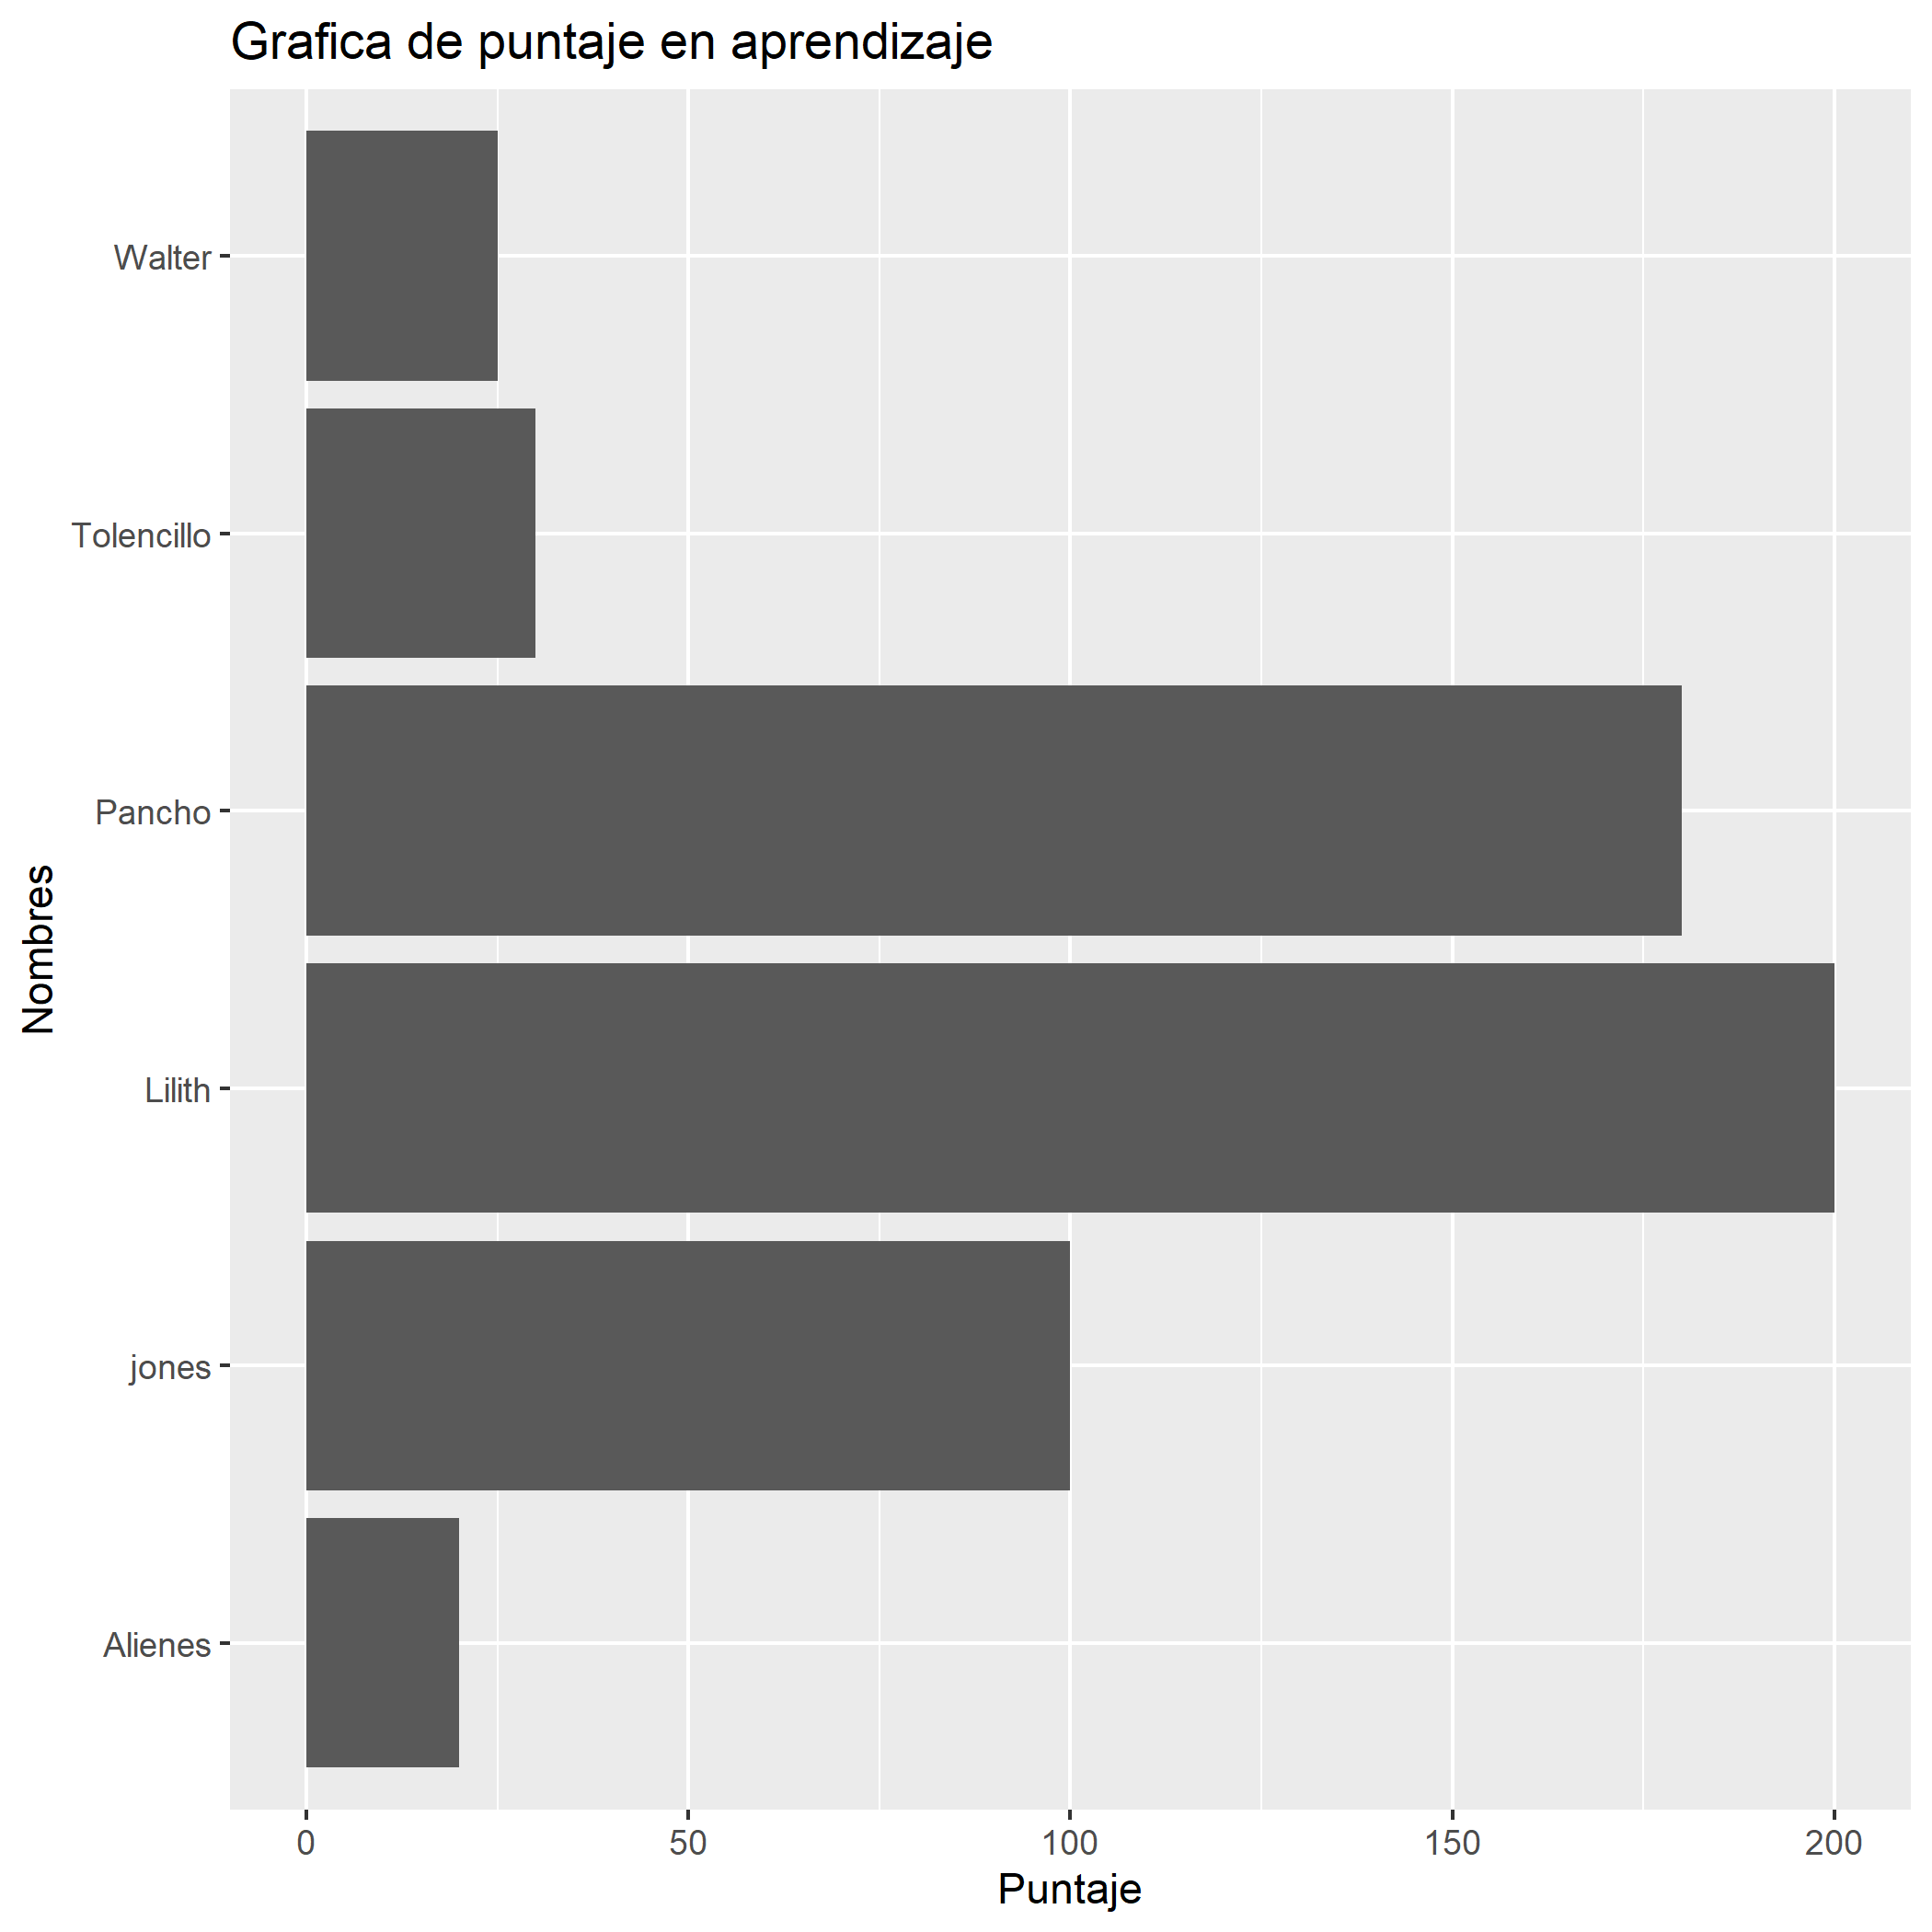 Grafica de puntaje en aprendizaje
Walter
Tolencillo
Pancho
Lilith
jones
Alienes
Nombres
0 50 100 150 200
Puntaje